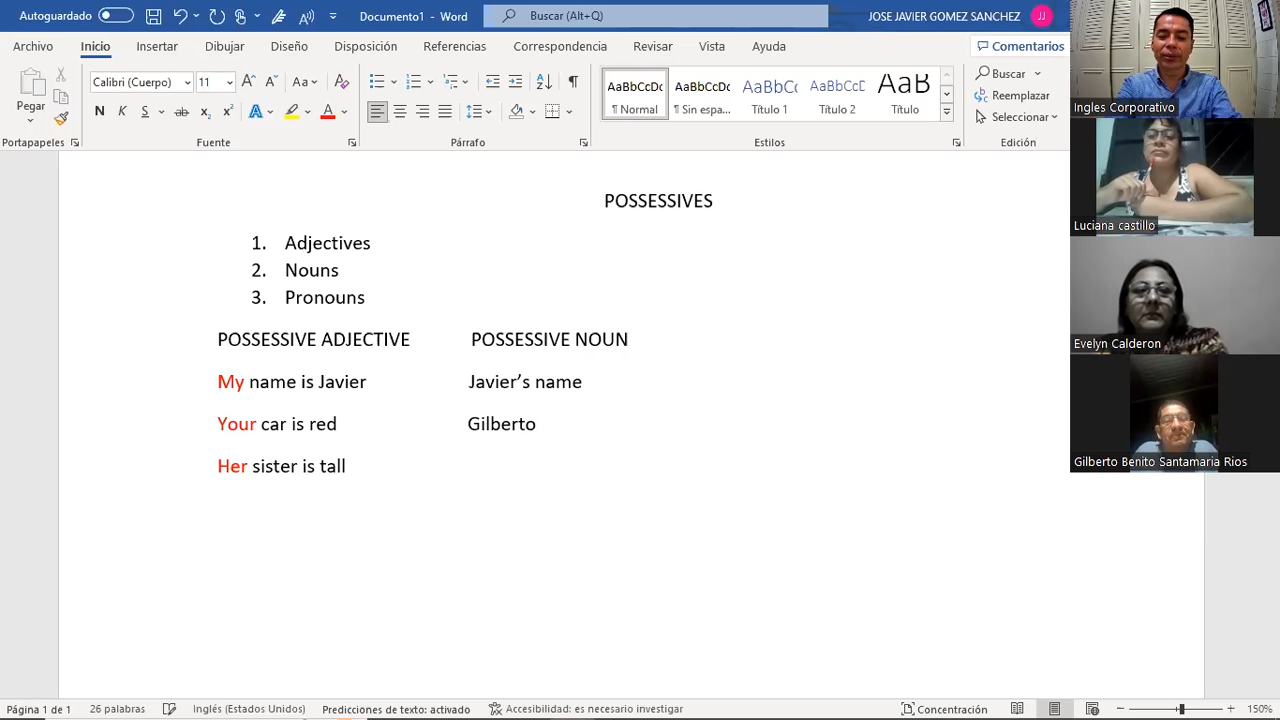 Autoguardado
Documento1 - Word
Buscar (Alt+Q)
JOSE JAVIER GOMEZ SANCHEZ
JJ
Archivo Inicio Insertar Dibujar Diseño Disposición Referencias Correspondencia Revisar Vista Ayuda
Comentarios
Pegar
Calibri (Cuerpo) 11
AaBbCcDc AaBbCcDc AaBbCc AaBbCcD AaB
¶ Normal ¶ Sin espa... Título 1 Título 2 Título
Buscar
Reemplazar
Seleccionar
Portapapeles Fuente Párrafo Estilos Edición
POSSESSIVES
1. Adjectives
2. Nouns
3. Pronouns
POSSESSIVE ADJECTIVE POSSESSIVE NOUN
My name is Javier Javier’s name
Your car is red Gilberto
Her sister is tall
Ingles Corporativo
Luciana castillo
Evelyn Calderon
Gilberto Benito Santamaria Rios
Página 1 de 1 26 palabras Inglés (Estados Unidos) Predicciones de texto: activado Accesibilidad: es necesario investigar Concentración 150%